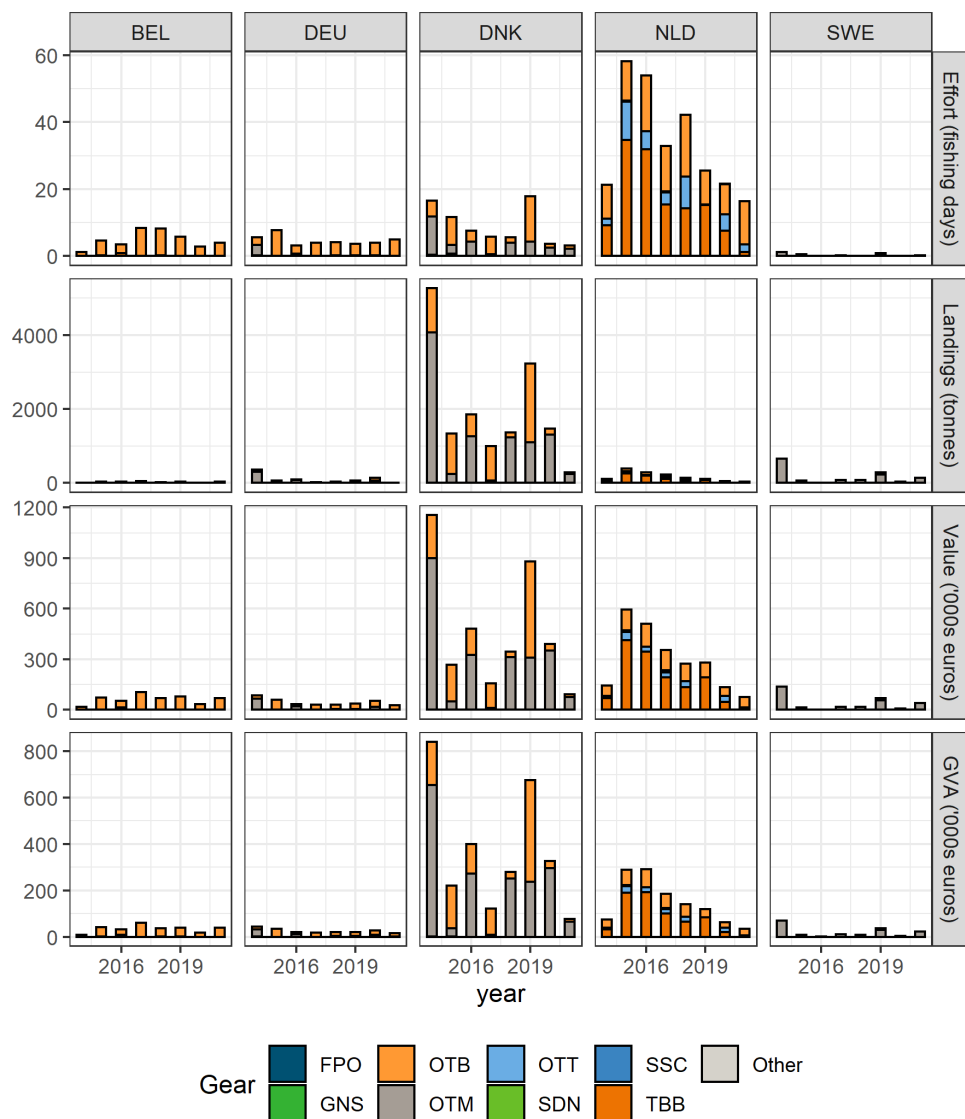 BEL DEU DNK NLD SWE
60
40
20
0
Effort (fishing days)
4000
2000
0
Landings (tonnes)
1200
900
600
300
0
Value ('000s euros)
800
600
400
200
0
GVA ('000s euros)
2016 2019 2016 2019 2016 2019 2016 2019 2016 2019
year
Gear
FPO OTB OTT SSC Other
GNS OTM SDN TBB